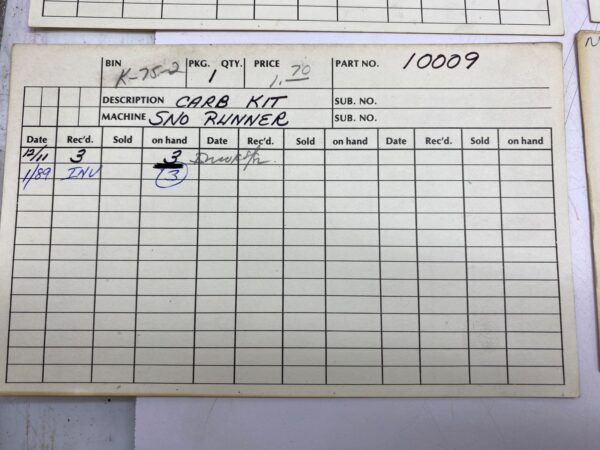 BIN K-75-2 PKG. QTY. 1 PRICE 1.70 PART NO. 10009
DESCRIPTION CARB KIT SUB. NO.
MACHINE SNO RUNNER SUB. NO.
Date Rec'd. Sold on hand Date Rec'd. Sold on hand Date Rec'd. Sold on hand
12/11 3 3
1/89 INV 3